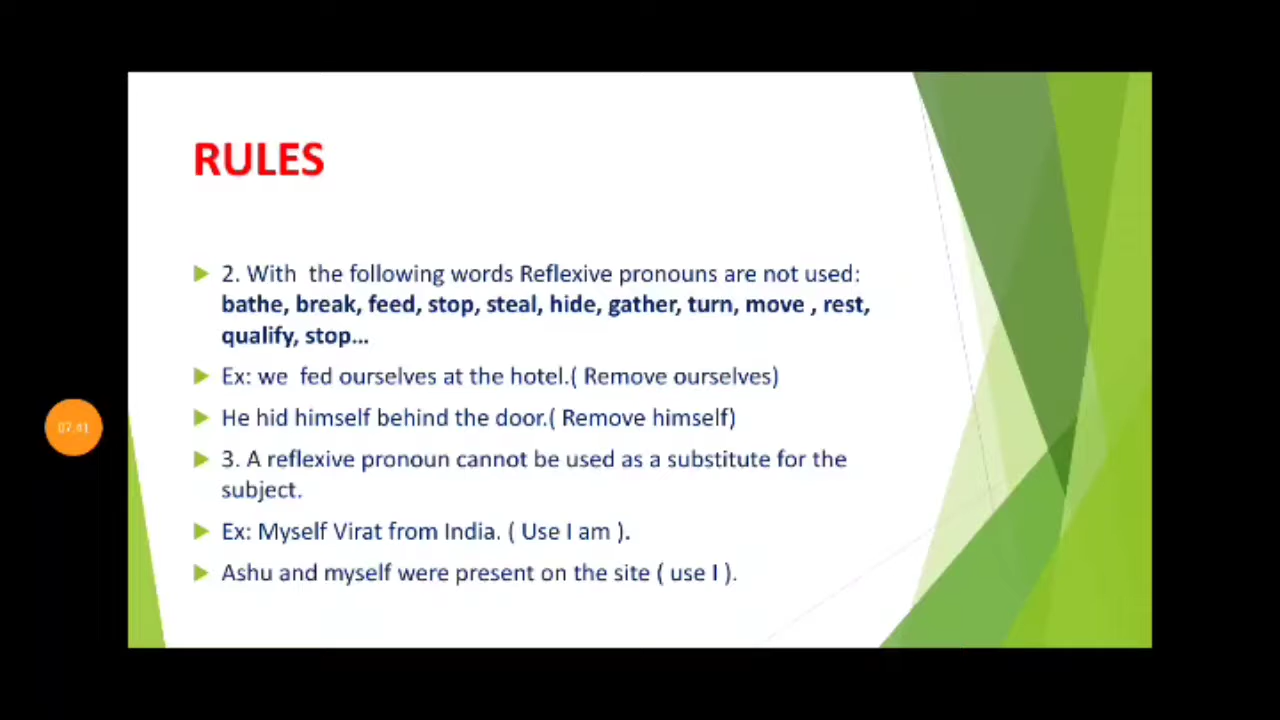 RULES
2. With the following words Reflexive pronouns are not used:
bathe, break, feed, stop, steal, hide, gather, turn, move , rest,
qualify, stop...
Ex: we fed ourselves at the hotel.( Remove ourselves)
He hid himself behind the door.( Remove himself)
3. A reflexive pronoun cannot be used as a substitute for the
subject.
Ex: Myself Virat from India. ( Use I am ).
Ashu and myself were present on the site ( use I ).
07:41